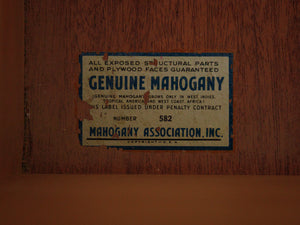 ALL EXPOSED STRUCTURAL PARTS
AND PLYWOOD FACES GUARANTEED
GENUINE MAHOGANY
GENUINE MAHOGANY GROWS ONLY IN WEST INDIES,
TROPICAL AMERICA AND WEST COAST AFRICA
THIS LABEL ISSUED UNDER PENALTY CONTRACT
NUMBER 582
MAHOGANY ASSOCIATION, INC.
COPYRIGHT U.S.A.